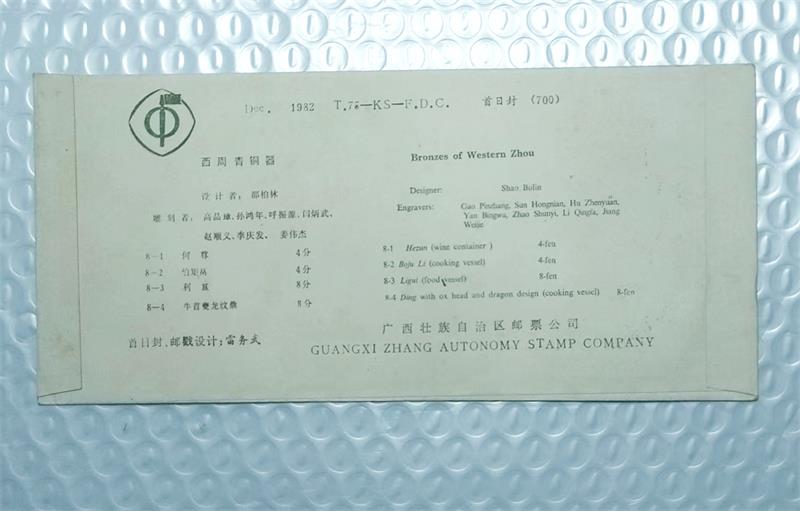 Dec. 1982 T.75—KS—F.D.C. 首日封 (700)
西周青铜器
设计者：邵柏林
雕刻者：高品璋、孙鸿年、呼振源、闫炳武、
赵顺义、李庆发、姜伟杰
8—1 何尊 4分
8—2 伯矩鬲 4分
8—3 利簋 8分
8—4 牛首夔龙纹鼎 8分
首日封、邮戳设计：雷务武
Bronzes of Western Zhou
Designer: Shao Bolin
Engravers: Gao Pinzhang, Sun Hongnian, Hu Zhenyuan,
Yan Bingwu, Zhao Shunyi, Li Qingfa, Jiang
Weijie
8-1 Hezun (wine container) 4-fen
8-2 Boju Li (cooking vessel) 4-fen
8-3 Ligui (food vessel) 8-fen
8-4 Ding with ox head and dragon design (cooking vessel) 8-fen
广西壮族自治区邮票公司
GUANGXI ZHANG AUTONOMY STAMP COMPANY